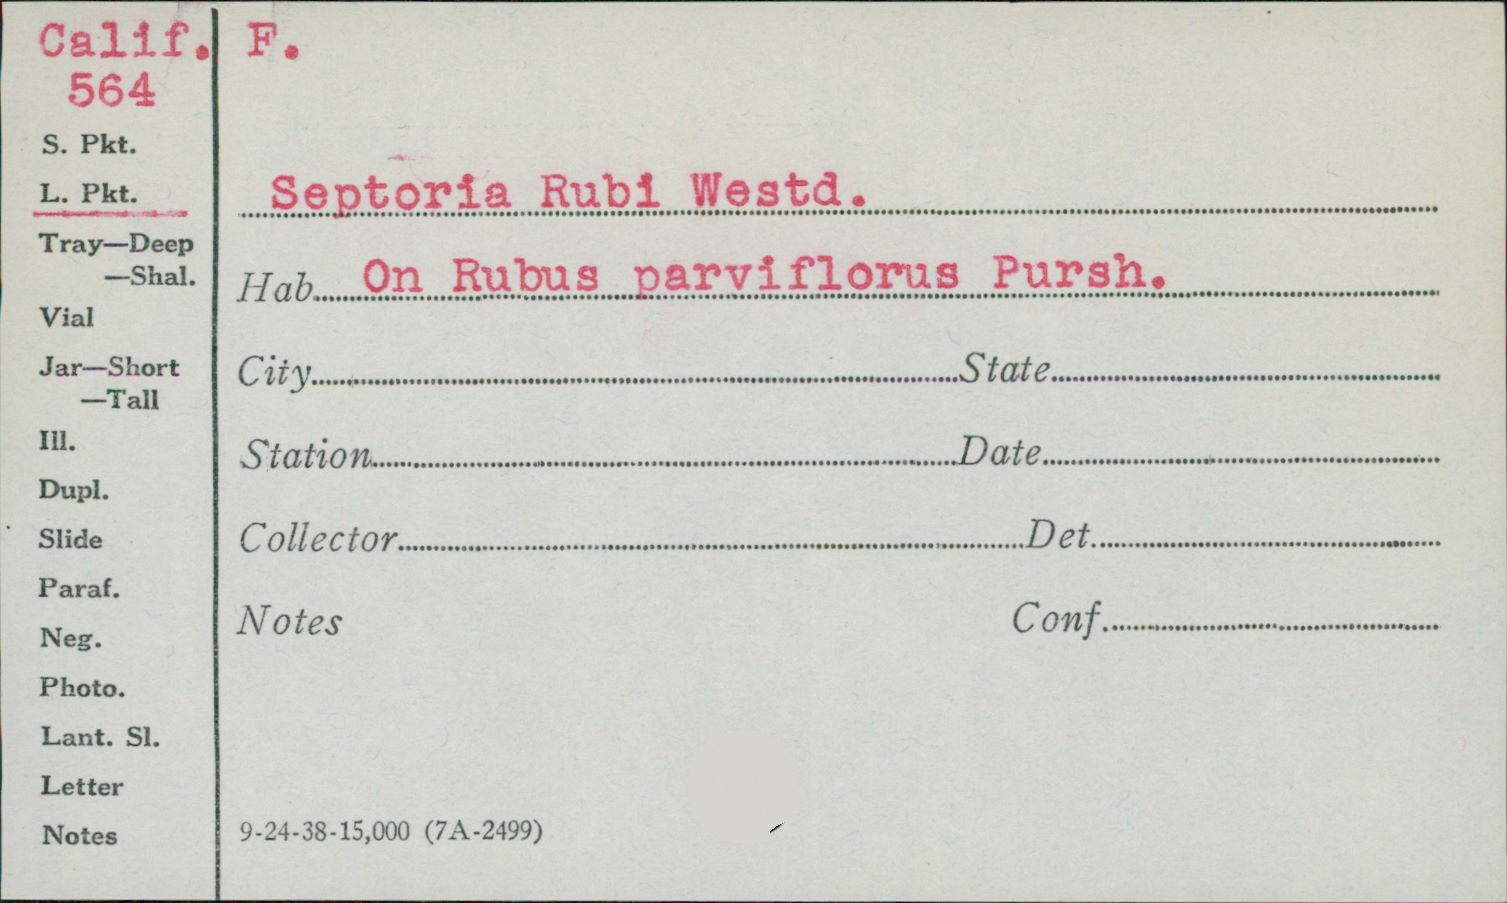 Calif. F.
564
S. Pkt.
L. Pkt.
Septoria Rubi Westd.
Tray—Deep
—Shal.
Hab. On Rubus parviflorus Pursh.
Vial
Jar—Short
—Tall
City State
Ill.
Station Date
Dupl.
Slide
Collector Det.
Paraf.
Neg.
Notes Conf.
Photo.
Lant. Sl.
Letter
Notes
9-24-38-15,000 (7A-2499)